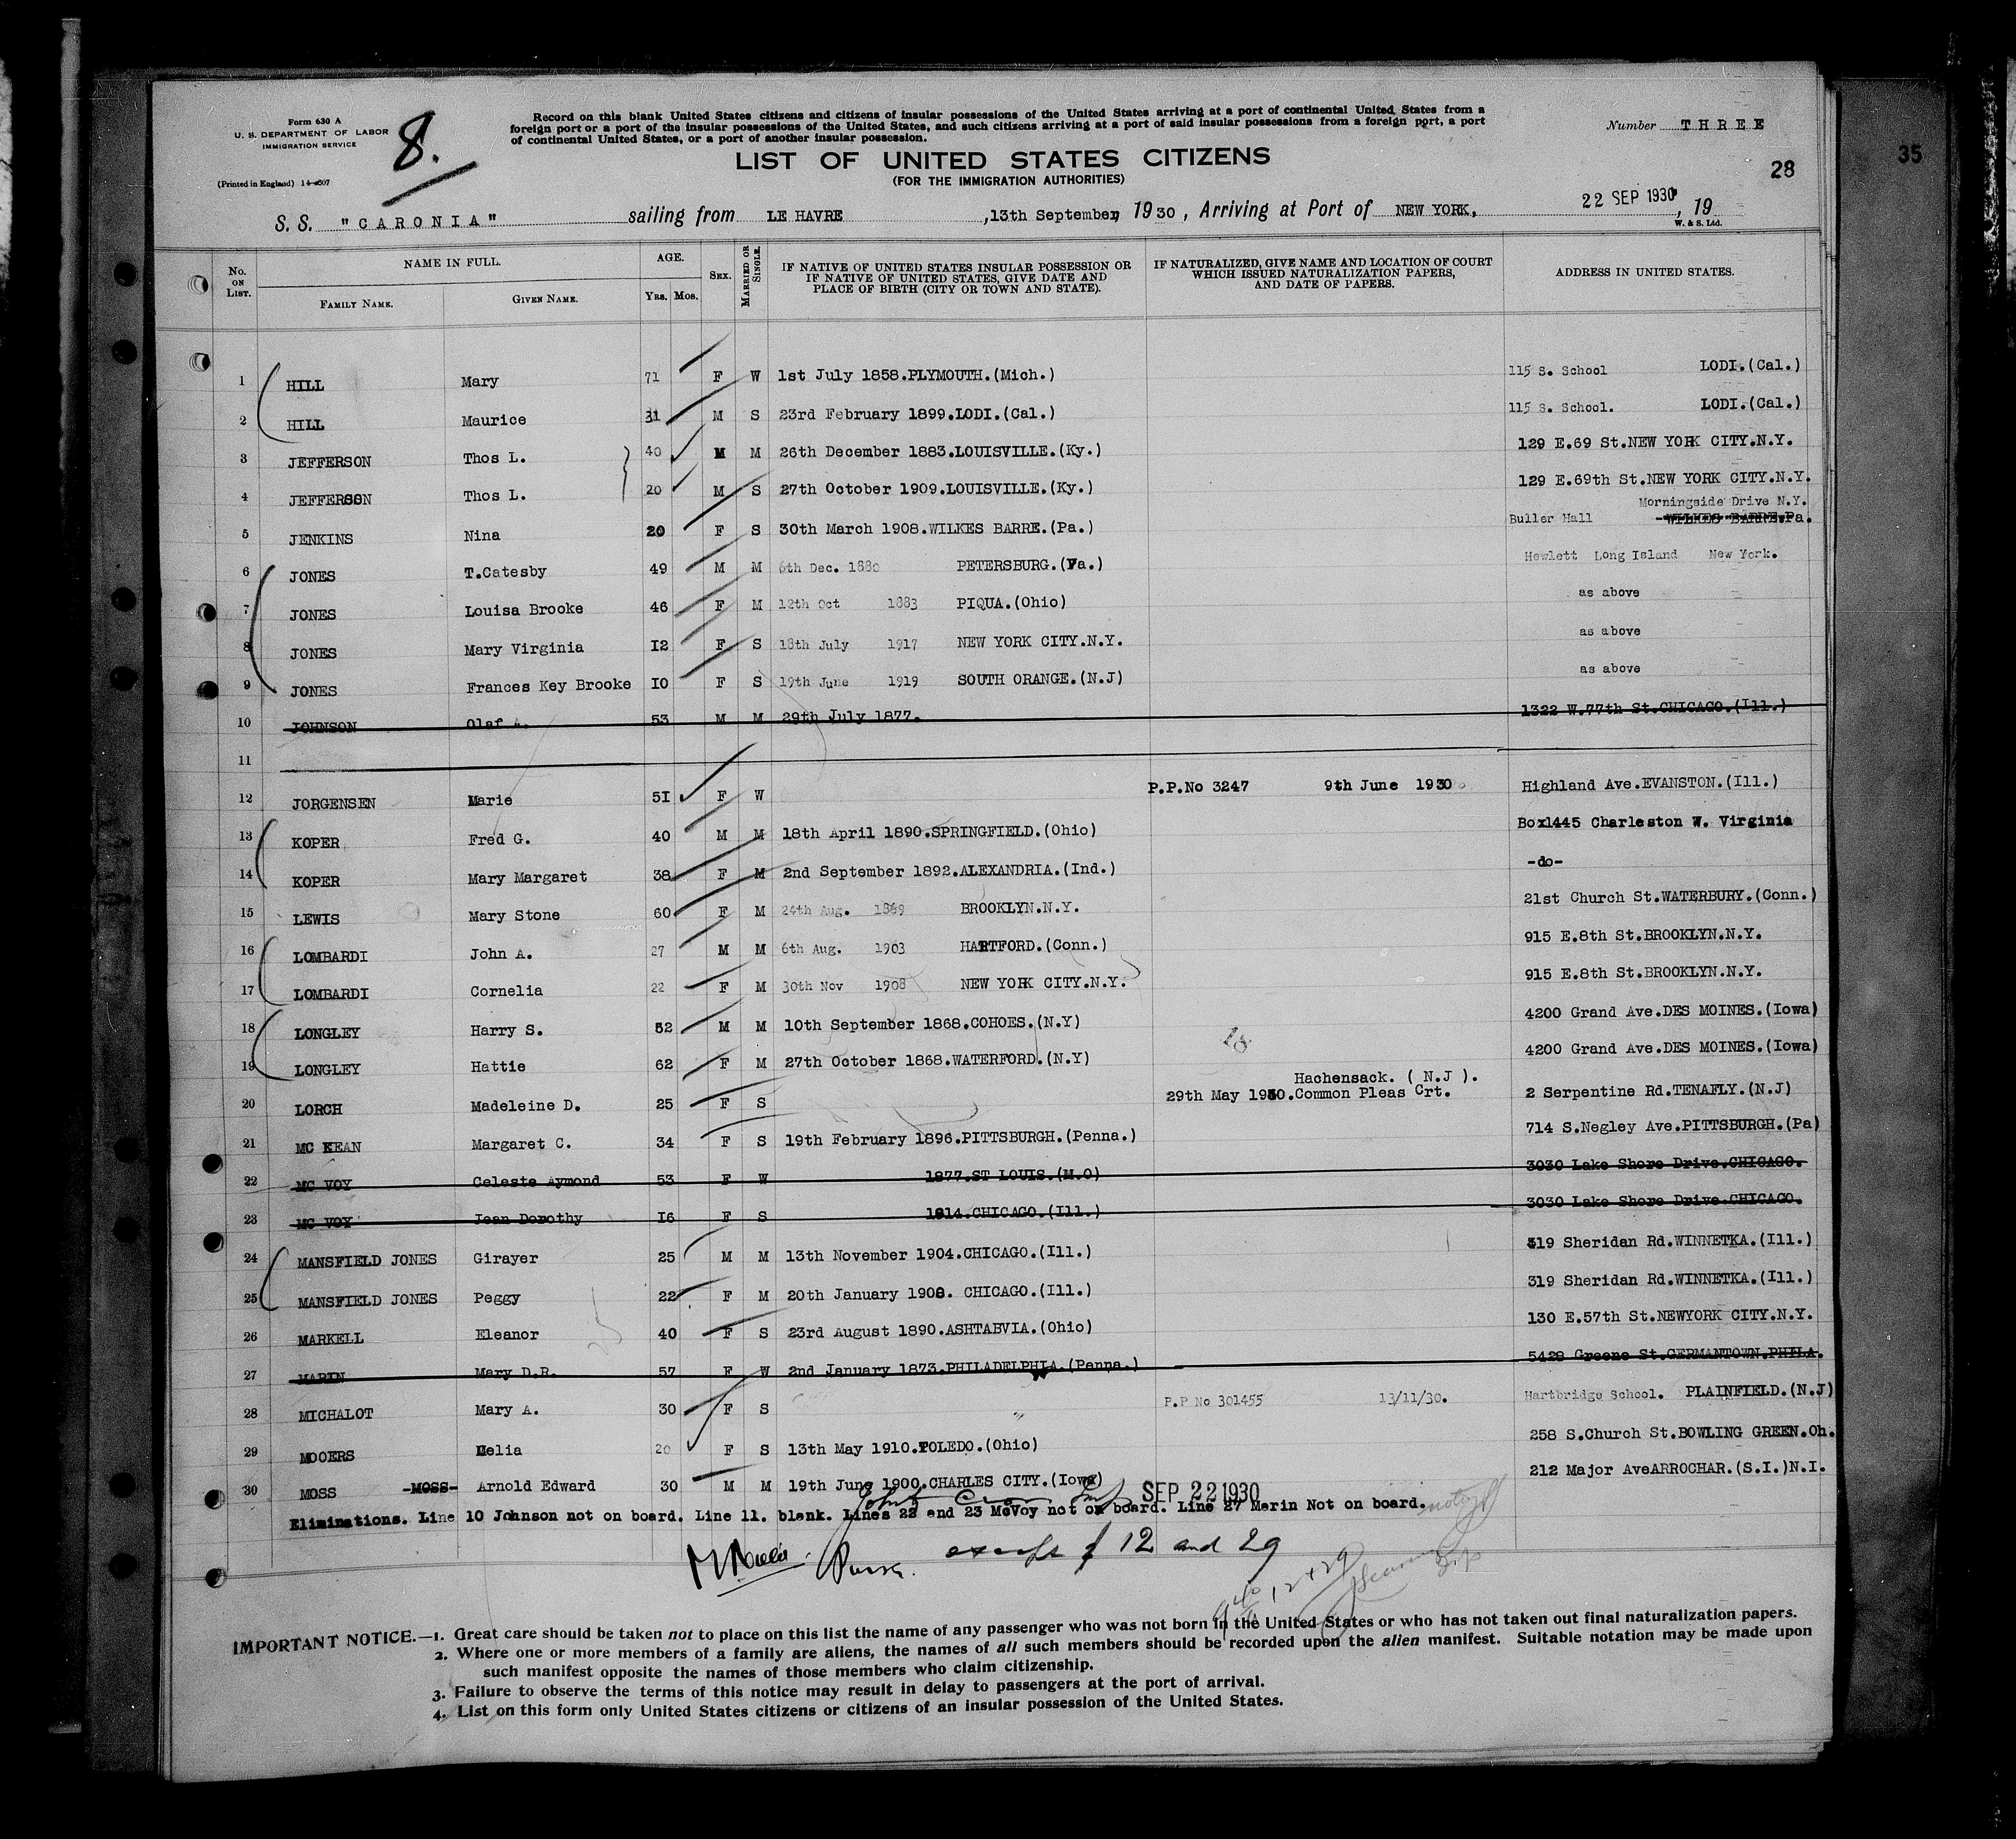 Form 630 A
U. S. DEPARTMENT OF LABOR
IMMIGRATION SERVICE
(Printed in England)
8.
Record on this blank United States citizens and citizens of insular possessions of the United States arriving at a port of continental United States from a
foreign port or a port of the insular possessions of the United States, and such citizens arriving at a port of said insular possessions from a foreign port, a port
of continental United States, or a port of another insular possession.
Number THREE
LIST OF UNITED STATES CITIZENS
(FOR THE IMMIGRATION AUTHORITIES)
28
35
S. S. "CARONIA" sailing from LE HAVRE ,13th September, 1930, Arriving at Port of NEW YORK, 22 SEP 1930, 19
W. & S. Ltd.
No. ON LIST. NAME IN FULL. FAMILY NAME. GIVEN NAME. AGE. YRS. MOS. SEX. MARRIED OR SINGLE. IF NATIVE OF UNITED STATES INSULAR POSSESSION OR IF NATIVE OF UNITED STATES, GIVE DATE AND PLACE OF BIRTH (CITY OR TOWN AND STATE). IF NATURALIZED, GIVE NAME AND LOCATION OF COURT WHICH ISSUED NATURALIZATION PAPERS, AND DATE OF PAPERS. ADDRESS IN UNITED STATES.
1 HILL Mary 71 F W 1st July 1858.PLYMOUTH.(Mich.) 115 S. School LODI.(Cal.)
2 HILL Maurice 31 M S 23rd February 1899.LODI.(Cal.) 115 S. School. LODI.(Cal.)
3 JEFFERSON Thos L. 40 M M 26th December 1883.LOUISVILLE.(Ky.) 129 E.69 St.NEW YORK CITY.N.Y.
4 JEFFERSON Thos L. 20 M S 27th October 1909.LOUISVILLE.(Ky.) 129 E.69th St.NEW YORK CITY.N.Y.
Morningside Drive N.Y.
5 JENKINS Nina 20 F S 30th March 1908.WILKES BARRE.(Pa.) Buller Hall WILKES BARRE.Pa.
6 JONES T.Catesby 49 M M 6th Dec. 1880 PETERSBURG.(Va.) Hewlett Long Island New York.
7 JONES Louisa Brooke 46 F M 12th Oct 1883 PIQUA.(Ohio) as above
8 JONES Mary Virginia 12 F S 18th July 1917 NEW YORK CITY.N.Y. as above
9 JONES Frances Key Brooke 10 F S 19th June 1919 SOUTH ORANGE.(N.J) as above
10 JOHNSON Olaf A. 53 M M 29th July 1877. 1322 W.77th St.CHICAGO.(Ill.)
11
12 JORGENSEN Marie 51 F W P.P.No 3247 9th June 1930 Highland Ave.EVANSTON.(Ill.)
13 KOPER Fred G. 40 M M 18th April 1890.SPRINGFIELD.(Ohio) Box1445 Charleston W. Virginia
14 KOPER Mary Margaret 38 F M 2nd September 1892.ALEXANDRIA.(Ind.) -do-
15 LEWIS Mary Stone 60 F M 24th Aug. 1869 BROOKLYN.N.Y. 21st Church St.WATERBURY.(Conn.)
16 LOMBARDI John A. 27 M M 6th Aug. 1903 HARTFORD.(Conn.) 915 E.8th St.BROOKLYN.N.Y.
17 LOMBARDI Cornelia 22 F M 30th Nov 1908 NEW YORK CITY.N.Y. 915 E.8th St.BROOKLYN.N.Y.
18 LONGLEY Harry S. 62 M M 10th September 1868.COHOES.(N.Y) 4200 Grand Ave.DES MOINES.(Iowa)
19 LONGLEY Hattie 62 F M 27th October 1868.WATERFORD.(N.Y) 4200 Grand Ave.DES MOINES.(Iowa)
Hachensack. ( N.J ).
20 LORCH Madeleine D. 25 F S 29th May 1930.Common Pleas Crt. 2 Serpentine Rd.TENAFLY.(N.J)
21 MC KEAN Margaret C. 34 F S 19th February 1896.PITTSBURGH.(Penna.) 714 S.Negley Ave.PITTSBURGH.(Pa)
22 MC VOY Celeste Aymond 53 F W 1877.ST LOUIS.(M.O) 3030 Lake Shore Drive.CHICAGO.
23 MC VOY Jean Dorothy 16 F S 1914.CHICAGO.(Ill.) 3030 Lake Shore Drive.CHICAGO.
24 MANSFIELD JONES Girayer 25 M M 13th November 1904.CHICAGO.(Ill.) 319 Sheridan Rd.WINNETKA.(Ill.)
25 MANSFIELD JONES Peggy 22 F M 20th January 1908. CHICAGO.(Ill.) 319 Sheridan Rd.WINNETKA.(Ill.)
26 MARKELL Eleanor 40 F S 23rd August 1890.ASHTABVIA.(Ohio) 130 E.57th St.NEWYORK CITY.N.Y.
27 MARIN Mary D.R. 57 F W 2nd January 1873.PHILADELPHIA.(Penna.) 5428 Greene St.GERMANTOWN.PHILA.
28 MICHALOT Mary A. 30 F S P.P No 301455 13/11/30. Hartbridge School. PLAINFIELD.(N.J)
29 MOOERS Melia 20 F S 13th May 1910.TOLEDO.(Ohio) 258 S.Church St.BOWLING GREEN.Oh.
30 MOSS -MOSS- Arnold Edward 30 M M 19th June 1900.CHARLES CITY.(Iowa) 212 Major AveARROCHAR.(S.I.)N.I.
SEP 22 1930
Eliminations. Line 10 Johnson not on board. Line 11. blank. Lines 22 and 23 McVoy not on board. Line 27 Marin Not on board.
12 and 29
12 + 29
IMPORTANT NOTICE.—1. Great care should be taken not to place on this list the name of any passenger who was not born in the United States or who has not taken out final naturalization papers.
2. Where one or more members of a family are aliens, the names of all such members should be recorded upon the alien manifest. Suitable notation may be made upon
such manifest opposite the names of those members who claim citizenship.
3. Failure to observe the terms of this notice may result in delay to passengers at the port of arrival.
4. List on this form only United States citizens or citizens of an insular possession of the United States.